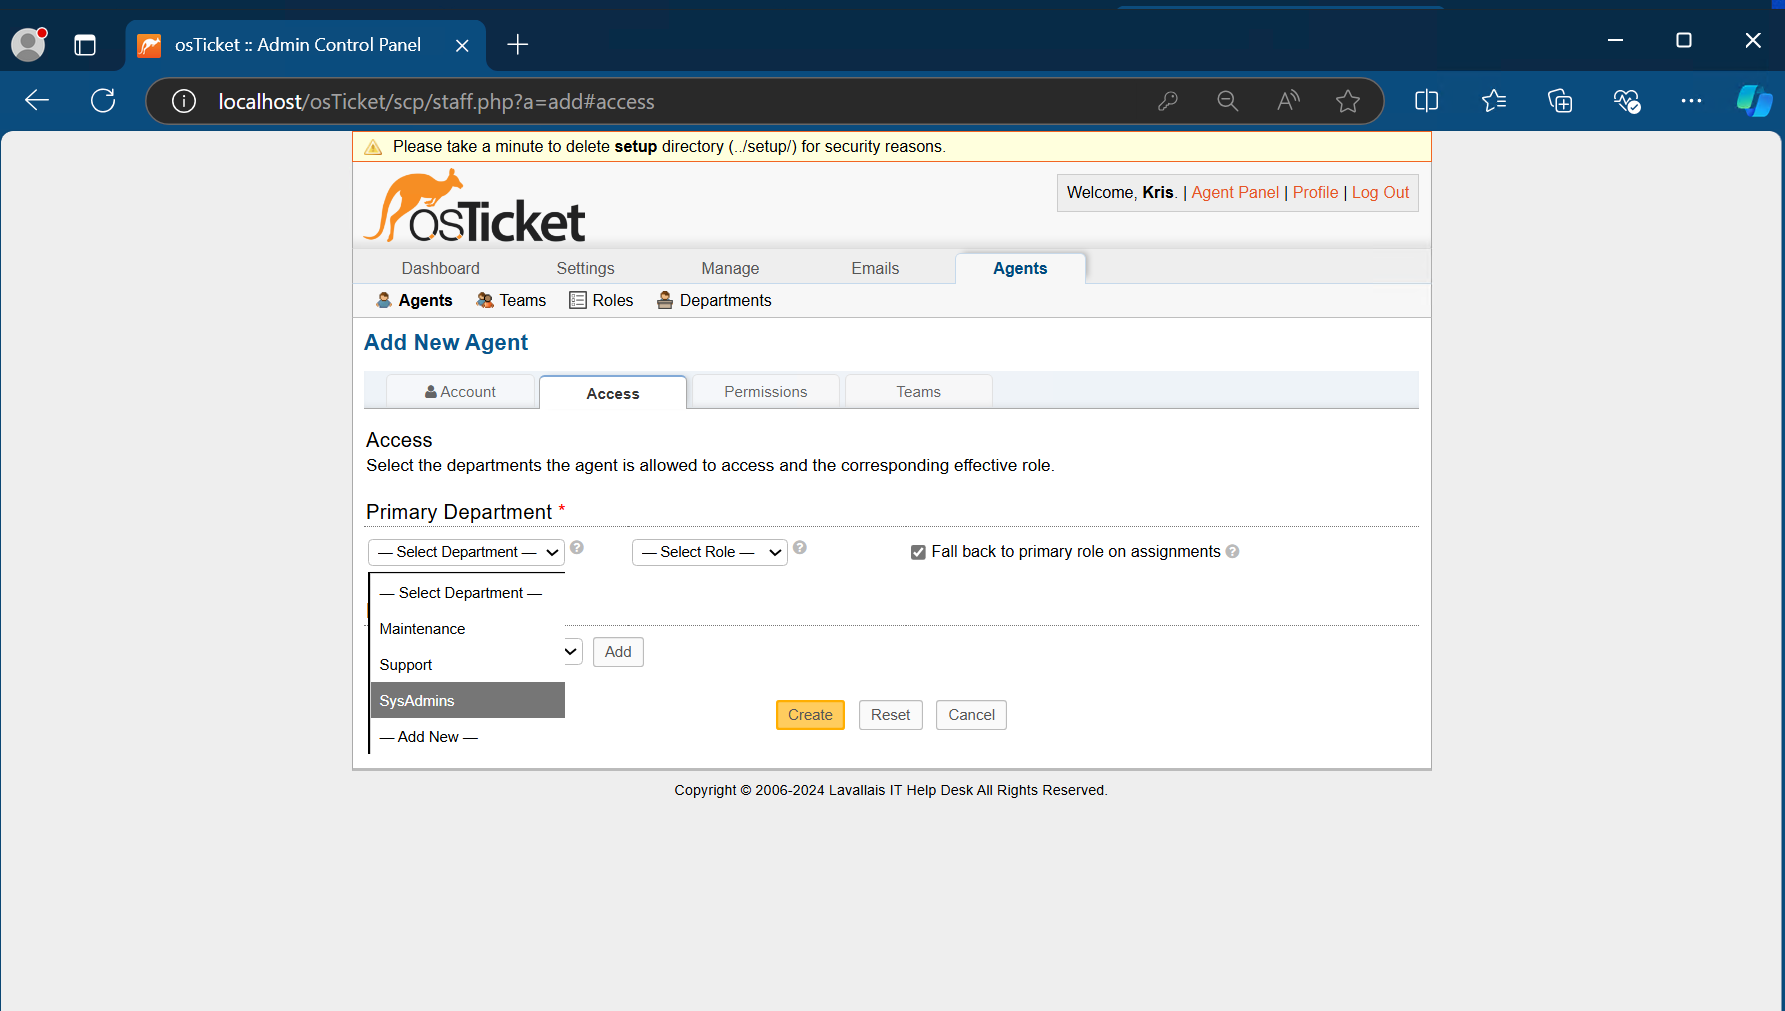 osTicket :: Admin Control Panel
localhost/osTicket/scp/staff.php?a=add#access
Please take a minute to delete setup directory (../setup/) for security reasons.
osTicket
Welcome, Kris. | Agent Panel | Profile | Log Out
Dashboard Settings Manage Emails Agents
Agents Teams Roles Departments
Add New Agent
Account Access Permissions Teams
Access
Select the departments the agent is allowed to access and the corresponding effective role.
Primary Department *
— Select Department — — Select Role — Fall back to primary role on assignments
— Select Department —
Maintenance
Support
SysAdmins
— Add New —
Add
Create Reset Cancel
Copyright © 2006-2024 Lavallais IT Help Desk All Rights Reserved.